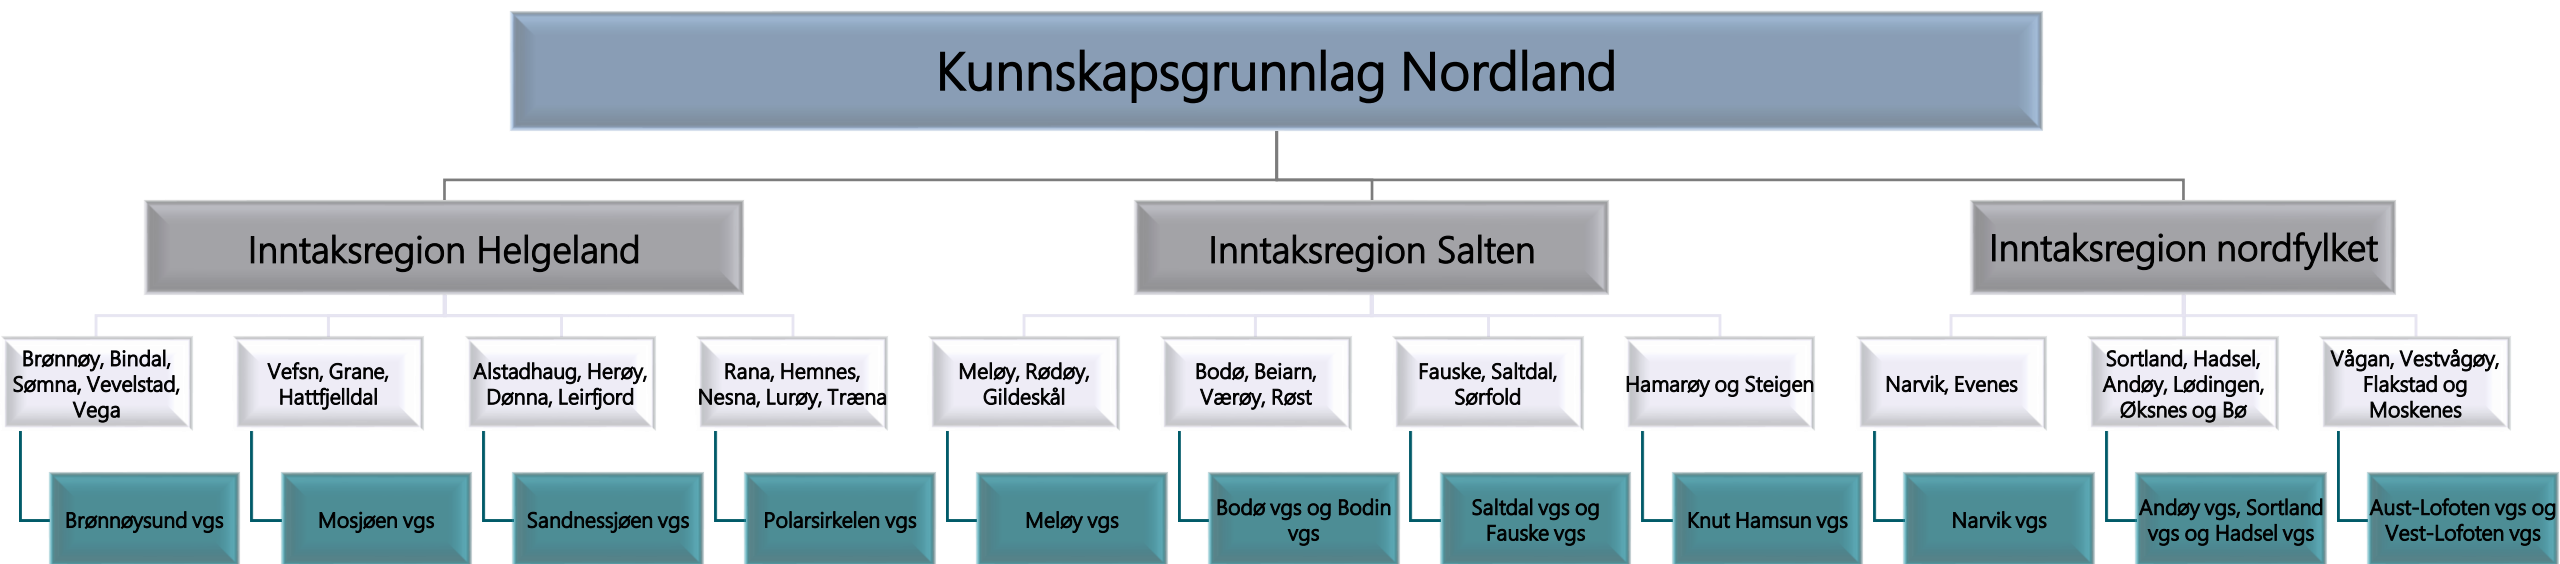 Kunnskapsgrunnlag Nordland
Inntaksregion Helgeland
Inntaksregion Salten
Inntaksregion nordfylket
Brønnøy, Bindal,
Sømna, Vevelstad,
Vega
Vefsn, Grane,
Hattfjelldal
Alstadhaug, Herøy,
Dønna, Leirfjord
Rana, Hemnes,
Nesna, Lurøy, Træna
Meløy, Rødøy,
Gildeskål
Bodø, Beiarn,
Værøy, Røst
Fauske, Saltdal,
Sørfold
Hamarøy og Steigen
Narvik, Evenes
Sortland, Hadsel,
Andøy, Lødingen,
Øksnes og Bø
Vågan, Vestvågøy,
Flakstad og
Moskenes
Brønnøysund vgs
Mosjøen vgs
Sandnessjøen vgs
Polarsirkelen vgs
Meløy vgs
Bodø vgs og Bodin
vgs
Saltdal vgs og
Fauske vgs
Knut Hamsun vgs
Narvik vgs
Andøy vgs, Sortland
vgs og Hadsel vgs
Aust-Lofoten vgs og
Vest-Lofoten vgs